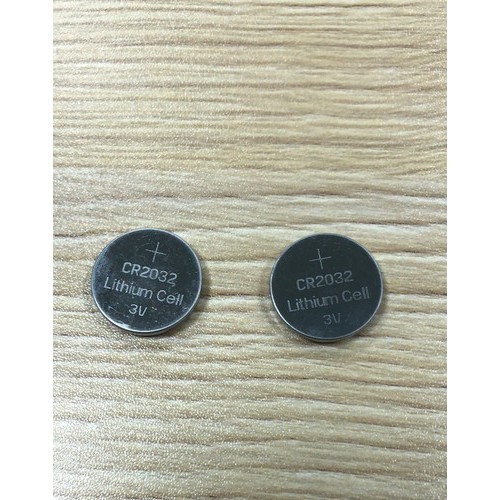 +
CR2032
Lithium Cell
3V
+
CR2032
Lithium Cell
3V